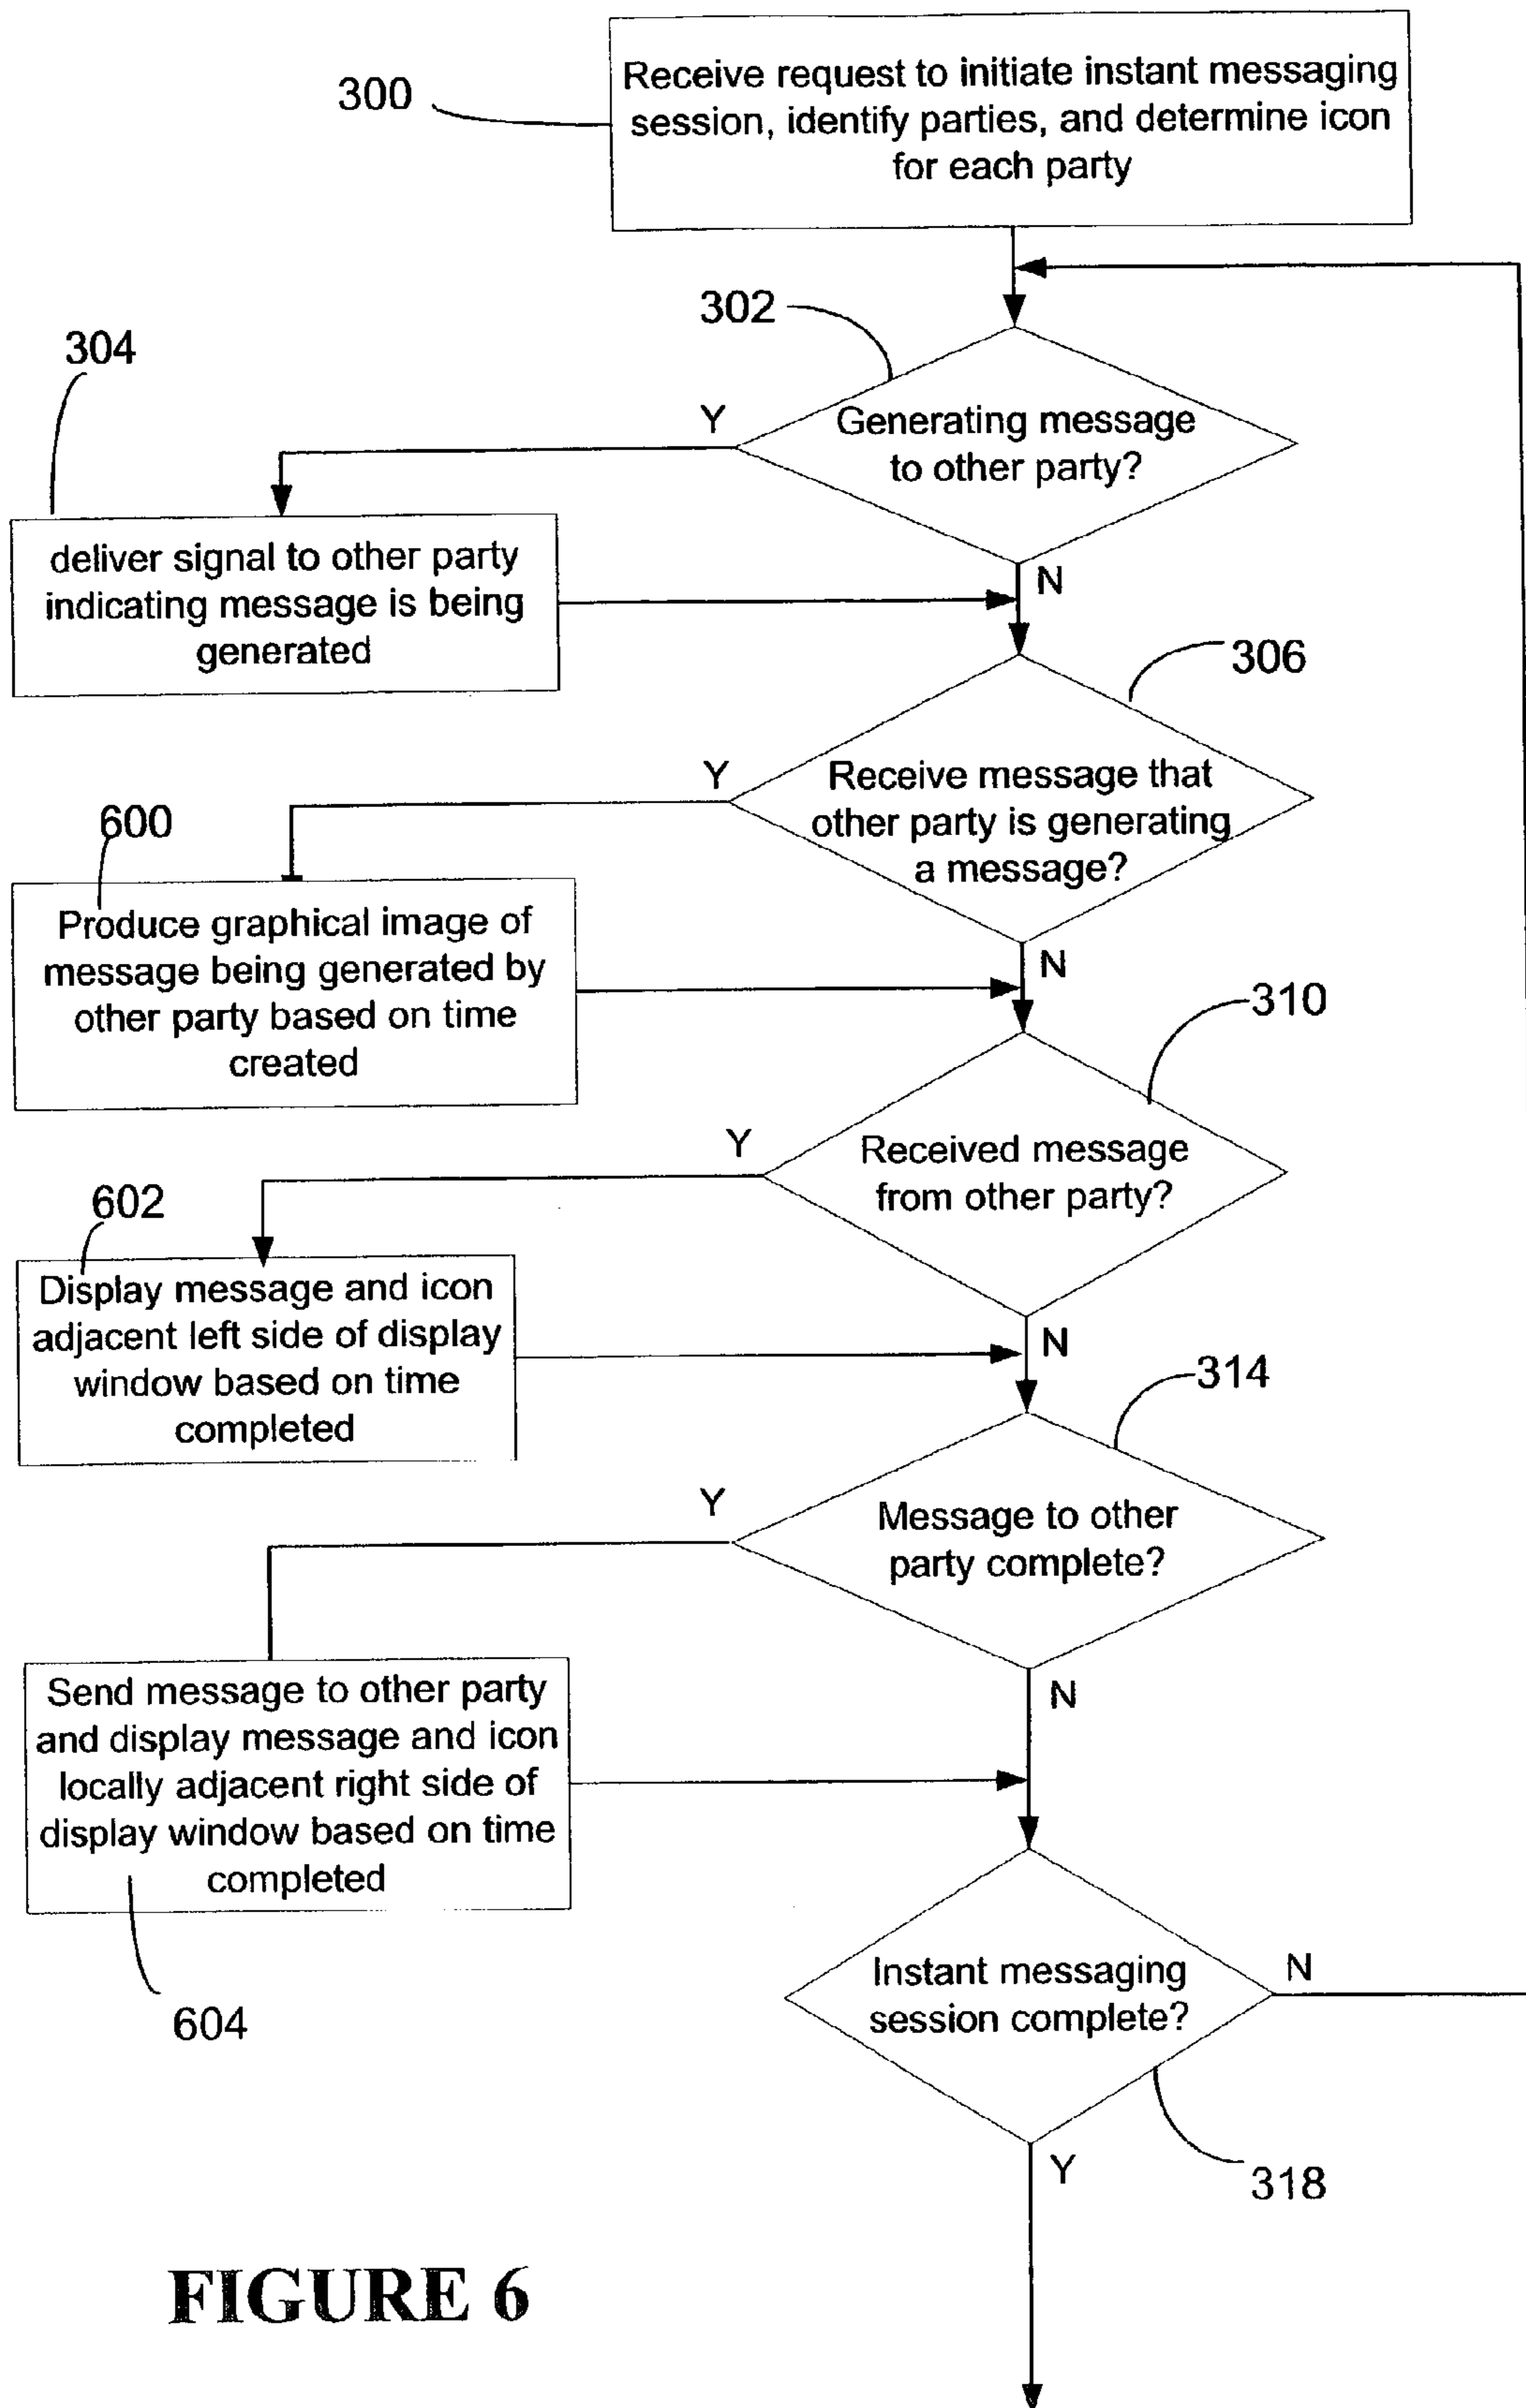 Receive request to initiate instant messaging
session, identify parties, and determine icon
for each party
300
302
304
Y
Generating message
to other party?
N
deliver signal to other party
indicating message is being
generated
306
Y
Receive message that
other party is generating
a message?
N
600
Produce graphical image of
message being generated by
other party based on time
created
310
Y
Received message
from other party?
N
602
Display message and icon
adjacent left side of display
window based on time
completed
314
Y
Message to other
party complete?
N
Send message to other party
and display message and icon
locally adjacent right side of
display window based on time
completed
604
Instant messaging
session complete?
N
Y
318
FIGURE 6